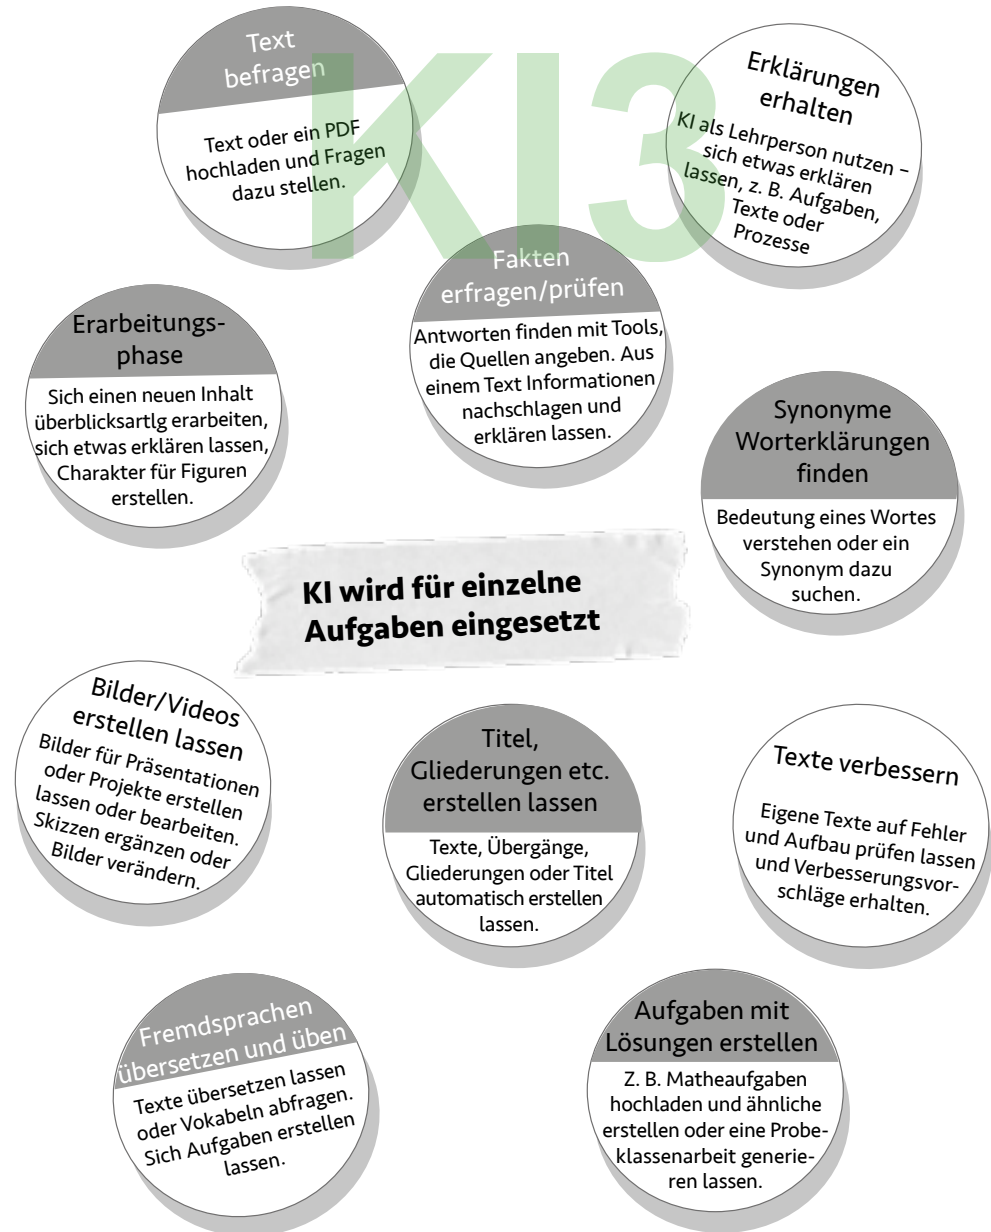 KI3
Text
befragen
Text oder ein PDF
hochladen und Fragen
dazu stellen.
Erklärungen
erhalten
KI als Lehrperson nutzen –
sich etwas erklären
lassen, z. B. Aufgaben,
Texte oder
Prozesse
Fakten
erfragen/prüfen
Antworten finden mit Tools,
die Quellen angeben. Aus
einem Text Informationen
nachschlagen und
erklären lassen.
Erarbeitungs-
phase
Sich einen neuen Inhalt
überblicksartIg erarbeiten,
sich etwas erklären lassen,
Charakter für Figuren
erstellen.
Synonyme
Worterklärungen
finden
Bedeutung eines Wortes
verstehen oder ein
Synonym dazu
suchen.
KI wird für einzelne
Aufgaben eingesetzt
Bilder/Videos
erstellen lassen
Bilder für Präsentationen
oder Projekte erstellen
lassen oder bearbeiten.
Skizzen ergänzen oder
Bilder verändern.
Titel,
Gliederungen etc.
erstellen lassen
Texte, Übergänge,
Gliederungen oder Titel
automatisch erstellen
lassen.
Texte verbessern
Eigene Texte auf Fehler
und Aufbau prüfen lassen
und Verbesserungsvor-
schläge erhalten.
Fremdsprachen
übersetzen und üben
Texte übersetzen lassen
oder Vokabeln abfragen.
Sich Aufgaben erstellen
lassen.
Aufgaben mit
Lösungen erstellen
Z. B. Matheaufgaben
hochladen und ähnliche
erstellen oder eine Probe-
klassenarbeit generie-
ren lassen.